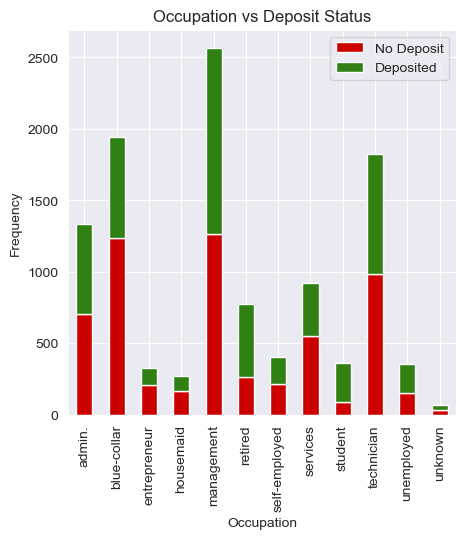 Occupation vs Deposit Status
No Deposit
Deposited
Frequency
2500
2000
1500
1000
500
0
admin.
blue-collar
entrepreneur
housemaid
management
retired
self-employed
services
student
technician
unemployed
unknown
Occupation